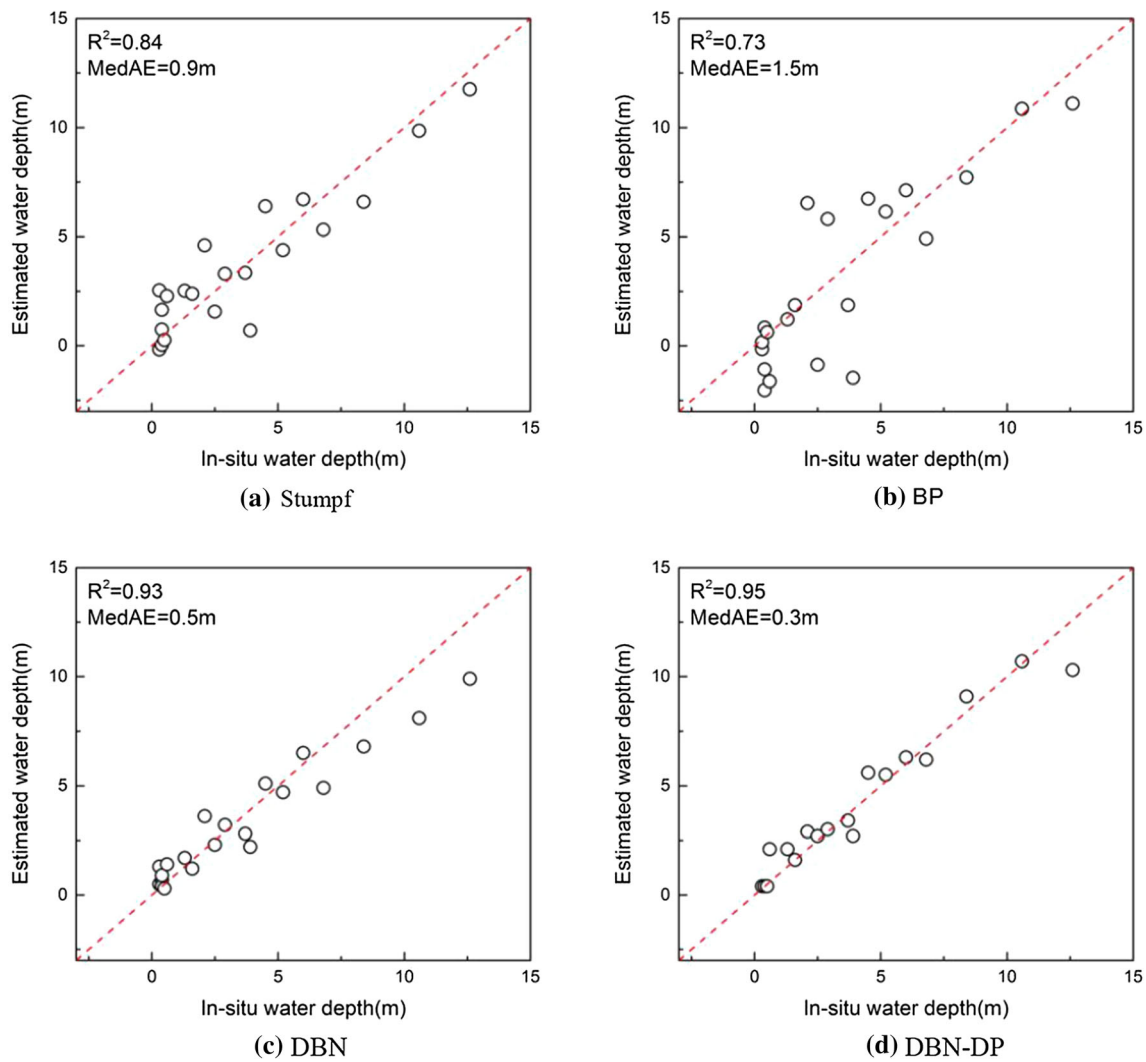 15
10
5
0
R²=0.84
MedAE=0.9m
Estimated water depth(m)
0 5 10 15
In-situ water depth(m)
(a) Stumpf
15
10
5
0
R²=0.73
MedAE=1.5m
Estimated water depth(m)
0 5 10 15
In-situ water depth(m)
(b) BP
15
10
5
0
R²=0.93
MedAE=0.5m
Estimated water depth(m)
0 5 10 15
In-situ water depth(m)
(c) DBN
15
10
5
0
R²=0.95
MedAE=0.3m
Estimated water depth(m)
0 5 10 15
In-situ water depth(m)
(d) DBN-DP